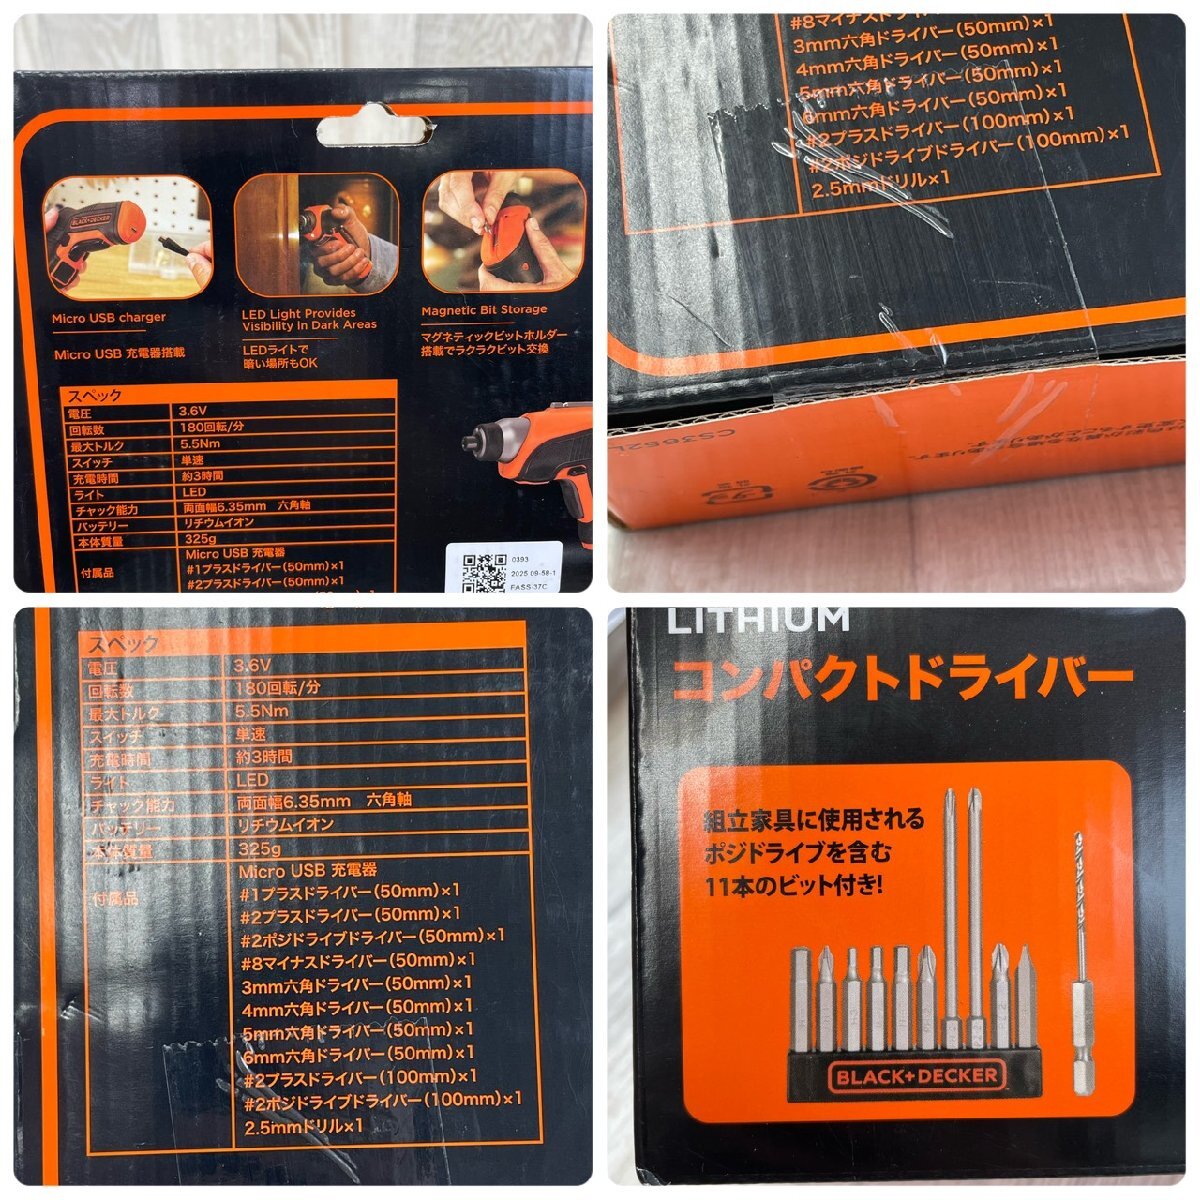 BLACK+DECKER
Micro USB charger
Micro USB 充電器搭載
LED Light Provides
Visibility In Dark Areas
LEDライトで
暗い場所もOK
Magnetic Bit Storage
マグネティックビットホルダー
搭載でラクラクビット交換
スペック
電圧 3.6V
回転数 180回転/分
最大トルク 5.5Nm
スイッチ 単速
充電時間 約3時間
ライト LED
チャック能力 両面幅6.35mm 六角軸
バッテリー リチウムイオン
本体質量 325g
付属品 Micro USB 充電器
#1プラスドライバー(50mm)×1
#2プラスドライバー(50mm)×1
0393
2025 09-58-1
FASS-37C
#8マイナスドライバー(50mm)×1
3mm六角ドライバー(50mm)×1
4mm六角ドライバー(50mm)×1
5mm六角ドライバー(50mm)×1
6mm六角ドライバー(50mm)×1
#2プラスドライバー(100mm)×1
#2ポジドライブドライバー(100mm)×1
2.5mmドリル×1
CS3652L
スペック
電圧 3.6V
回転数 180回転/分
最大トルク 5.5Nm
スイッチ 単速
充電時間 約3時間
ライト LED
チャック能力 両面幅6.35mm 六角軸
バッテリー リチウムイオン
本体質量 325g
付属品 Micro USB 充電器
#1プラスドライバー(50mm)×1
#2プラスドライバー(50mm)×1
#2ポジドライブドライバー(50mm)×1
#8マイナスドライバー(50mm)×1
3mm六角ドライバー(50mm)×1
4mm六角ドライバー(50mm)×1
5mm六角ドライバー(50mm)×1
6mm六角ドライバー(50mm)×1
#2プラスドライバー(100mm)×1
#2ポジドライブドライバー(100mm)×1
2.5mmドリル×1
LITHIUM
コンパクトドライバー
組立家具に使用される
ポジドライブを含む
11本のビット付き!
BLACK+DECKER